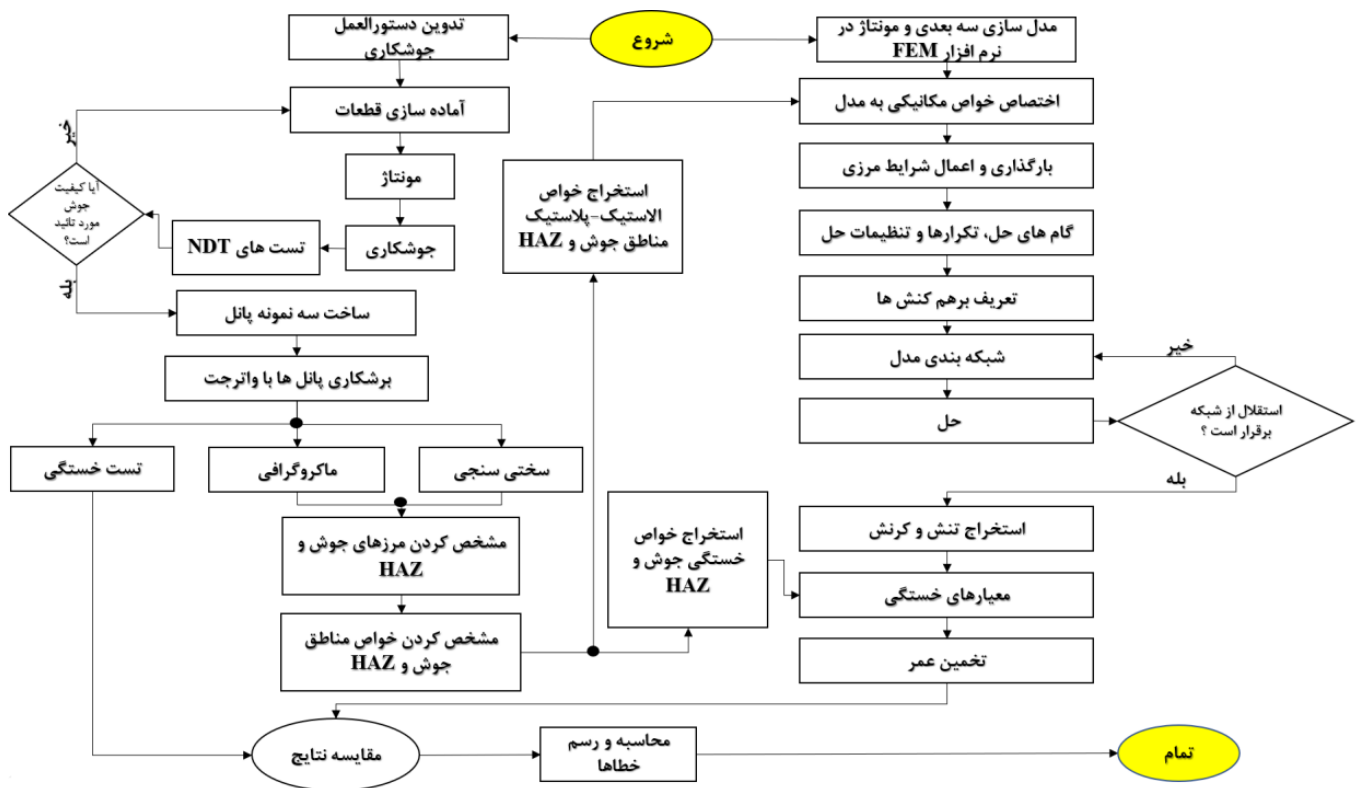 شروع
تدوین دستورالعمل
جوشکاری
آماده سازی قطعات
مونتاژ
جوشکاری
تست های NDT
آیا کیفیت
جوش
مورد تائید
است؟
خیر
بله
ساخت سه نمونه پانل
برشکاری پانل ها با واترجت
تست خستگی
ماکروگرافی
سختی سنجی
مشخص کردن مرزهای جوش و
HAZ
مشخص کردن خواص مناطق
جوش و HAZ
استخراج خواص
الاستیک-پلاستیک
مناطق جوش و HAZ
استخراج خواص
خستگی جوش و
HAZ
مدل سازی سه بعدی و مونتاژ در
نرم افزار FEM
اختصاص خواص مکانیکی به مدل
بارگذاری و اعمال شرایط مرزی
گام های حل، تکرارها و تنظیمات حل
تعریف برهم کنش ها
شبکه بندی مدل
حل
استقلال از شبکه
برقرار است ؟
خیر
بله
استخراج تنش و کرنش
معیارهای خستگی
تخمین عمر
مقایسه نتایج
محاسبه و رسم
خطاها
تمام